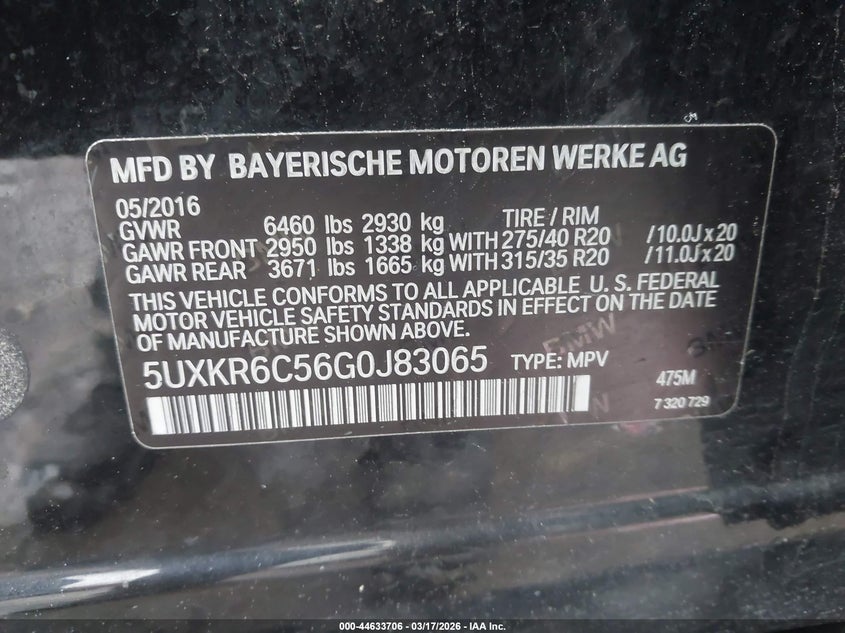 MFD BY BAYERISCHE MOTOREN WERKE AG
05/2016 TIRE / RIM
GVWR 6460 lbs 2930 kg
GAWR FRONT 2950 lbs 1338 kg WITH 275/40 R20 /10.0J x 20
GAWR REAR 3671 lbs 1665 kg WITH 315/35 R20 /11.0J x 20
THIS VEHICLE CONFORMS TO ALL APPLICABLE U. S. FEDERAL
MOTOR VEHICLE SAFETY STANDARDS IN EFFECT ON THE DATE
OF MANUFACTURE SHOWN ABOVE.
5UXKR6C56G0J83065 TYPE: MPV
475M
7 320 729
000-44633706 - 03/17/2026 - IAA Inc.